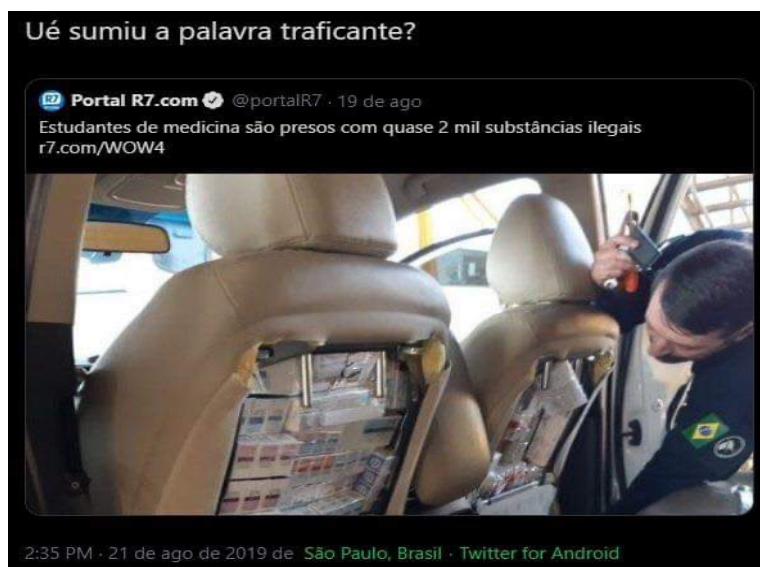 Ué sumiu a palavra traficante?
R7 Portal R7.com @portalR7 · 19 de ago
Estudantes de medicina são presos com quase 2 mil substâncias ilegais
r7.com/WOW4
2:35 PM · 21 de ago de 2019 de São Paulo, Brasil · Twitter for Android